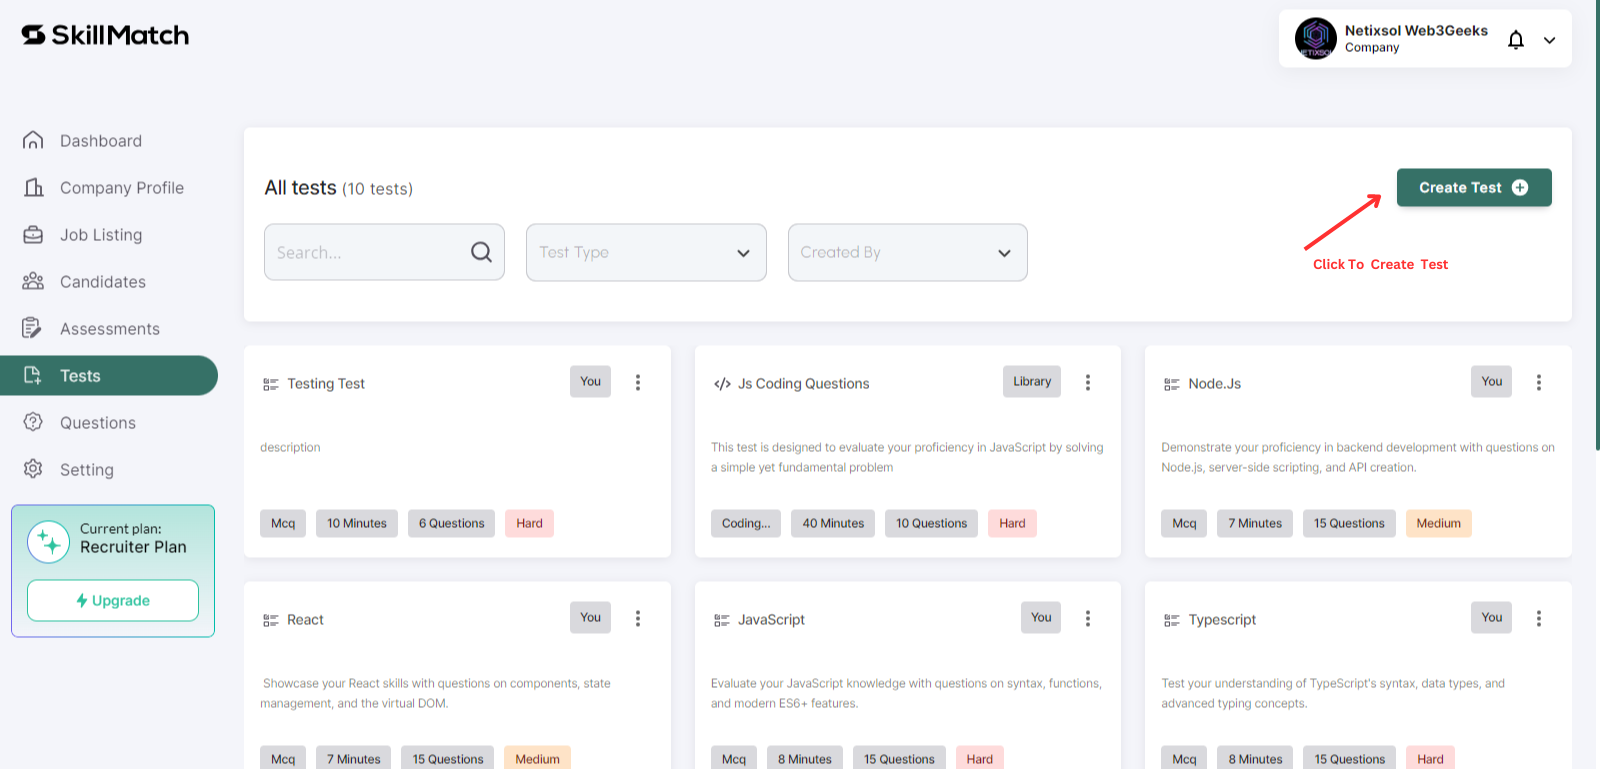 SkillMatch
Netixsol Web3Geeks
Company
Dashboard
Company Profile
Job Listing
Candidates
Assessments
Tests
Questions
Setting
Current plan:
Recruiter Plan
Upgrade
All tests (10 tests)
Create Test
Search...
Test Type
Created By
Click To Create Test
Testing Test
You
description
Mcq
10 Minutes
6 Questions
Hard
Js Coding Questions
Library
This test is designed to evaluate your proficiency in JavaScript by solving
a simple yet fundamental problem
Coding...
40 Minutes
10 Questions
Hard
Node.Js
You
Demonstrate your proficiency in backend development with questions on
Node.js, server-side scripting, and API creation.
Mcq
7 Minutes
15 Questions
Medium
React
You
Showcase your React skills with questions on components, state
management, and the virtual DOM.
Mcq
7 Minutes
15 Questions
Medium
JavaScript
You
Evaluate your JavaScript knowledge with questions on syntax, functions,
and modern ES6+ features.
Mcq
8 Minutes
15 Questions
Hard
Typescript
You
Test your understanding of TypeScript's syntax, data types, and
advanced typing concepts.
Mcq
8 Minutes
15 Questions
Hard